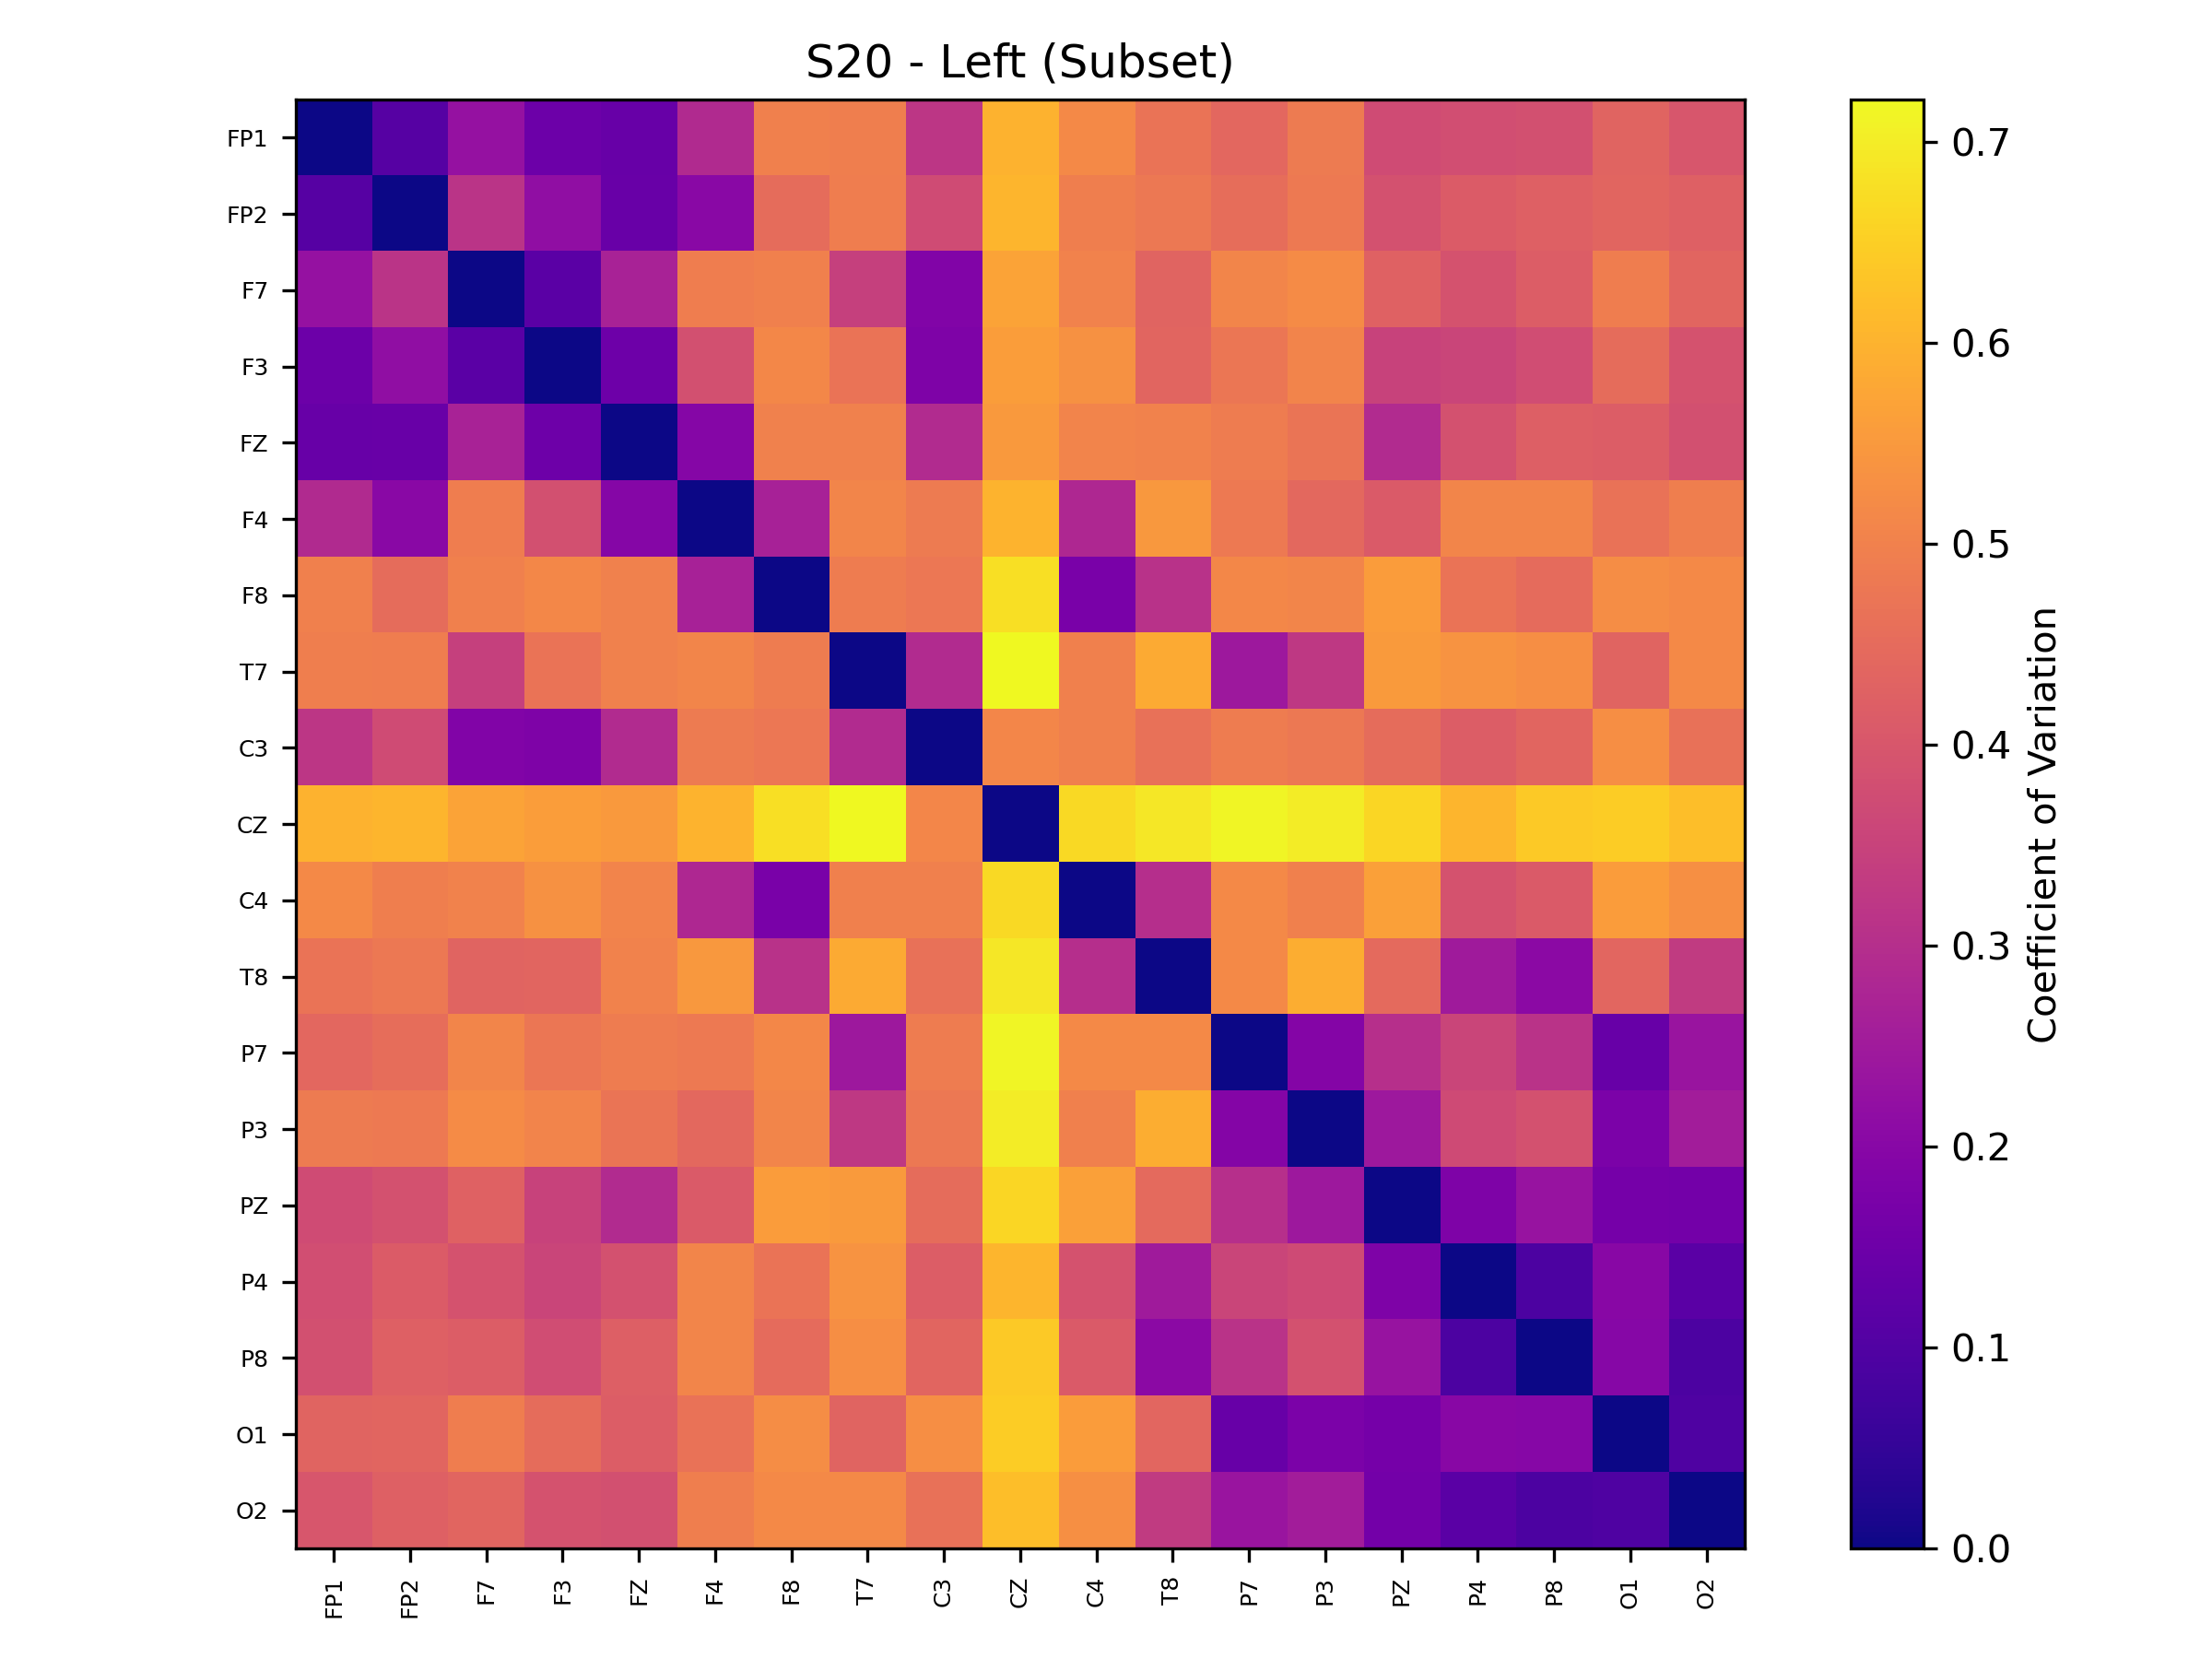 S20 - Left (Subset)
FP1
FP2
F7
F3
FZ
F4
F8
T7
C3
CZ
C4
T8
P7
P3
PZ
P4
P8
O1
O2
FP1 FP2 F7 F3 FZ F4 F8 T7 C3 CZ C4 T8 P7 P3 PZ P4 P8 O1 O2
0.7
0.6
0.5
0.4
0.3
0.2
0.1
0.0
Coefficient of Variation